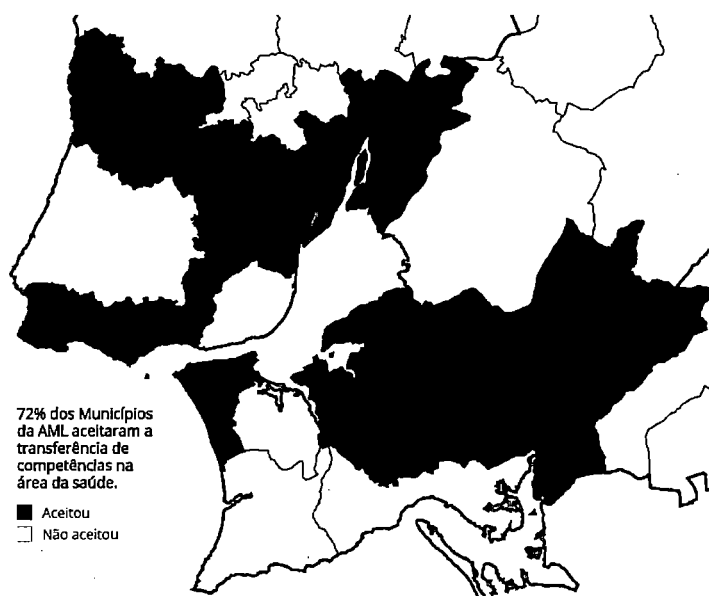 72% dos Municípios
da AML aceitaram a
transferência de
competências na
área da saúde.
Aceitou
Não aceitou